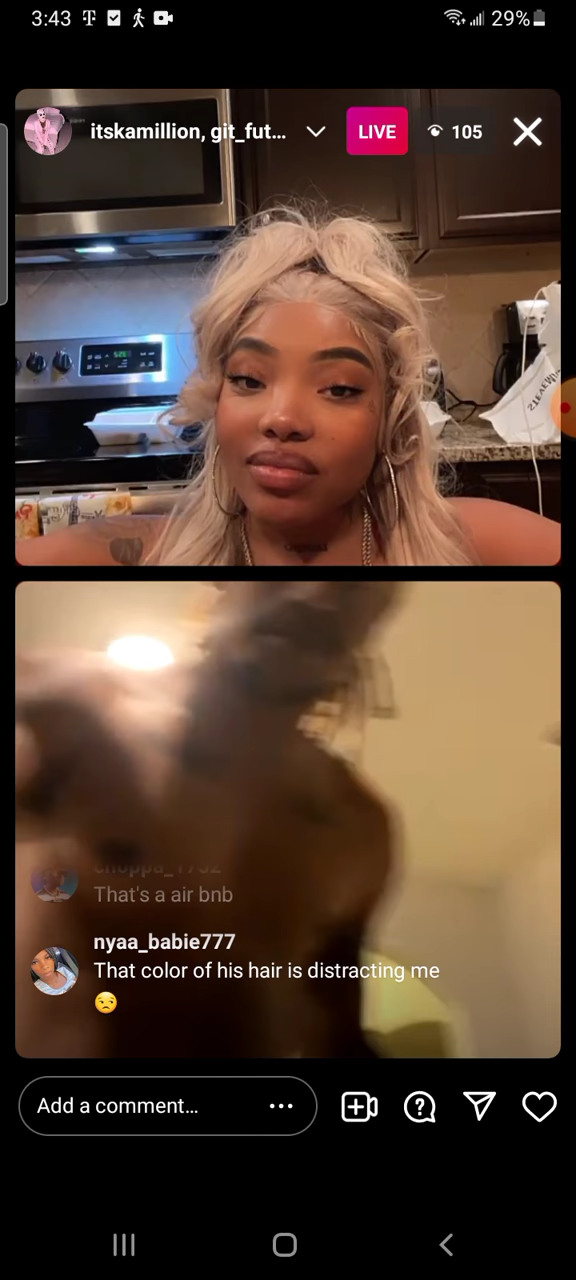 3:43
29%
itskamillion, git_fut...
LIVE
105
choppa_1732
That's a air bnb
nyaa_babie777
That color of his hair is distracting me
😒
Add a comment...